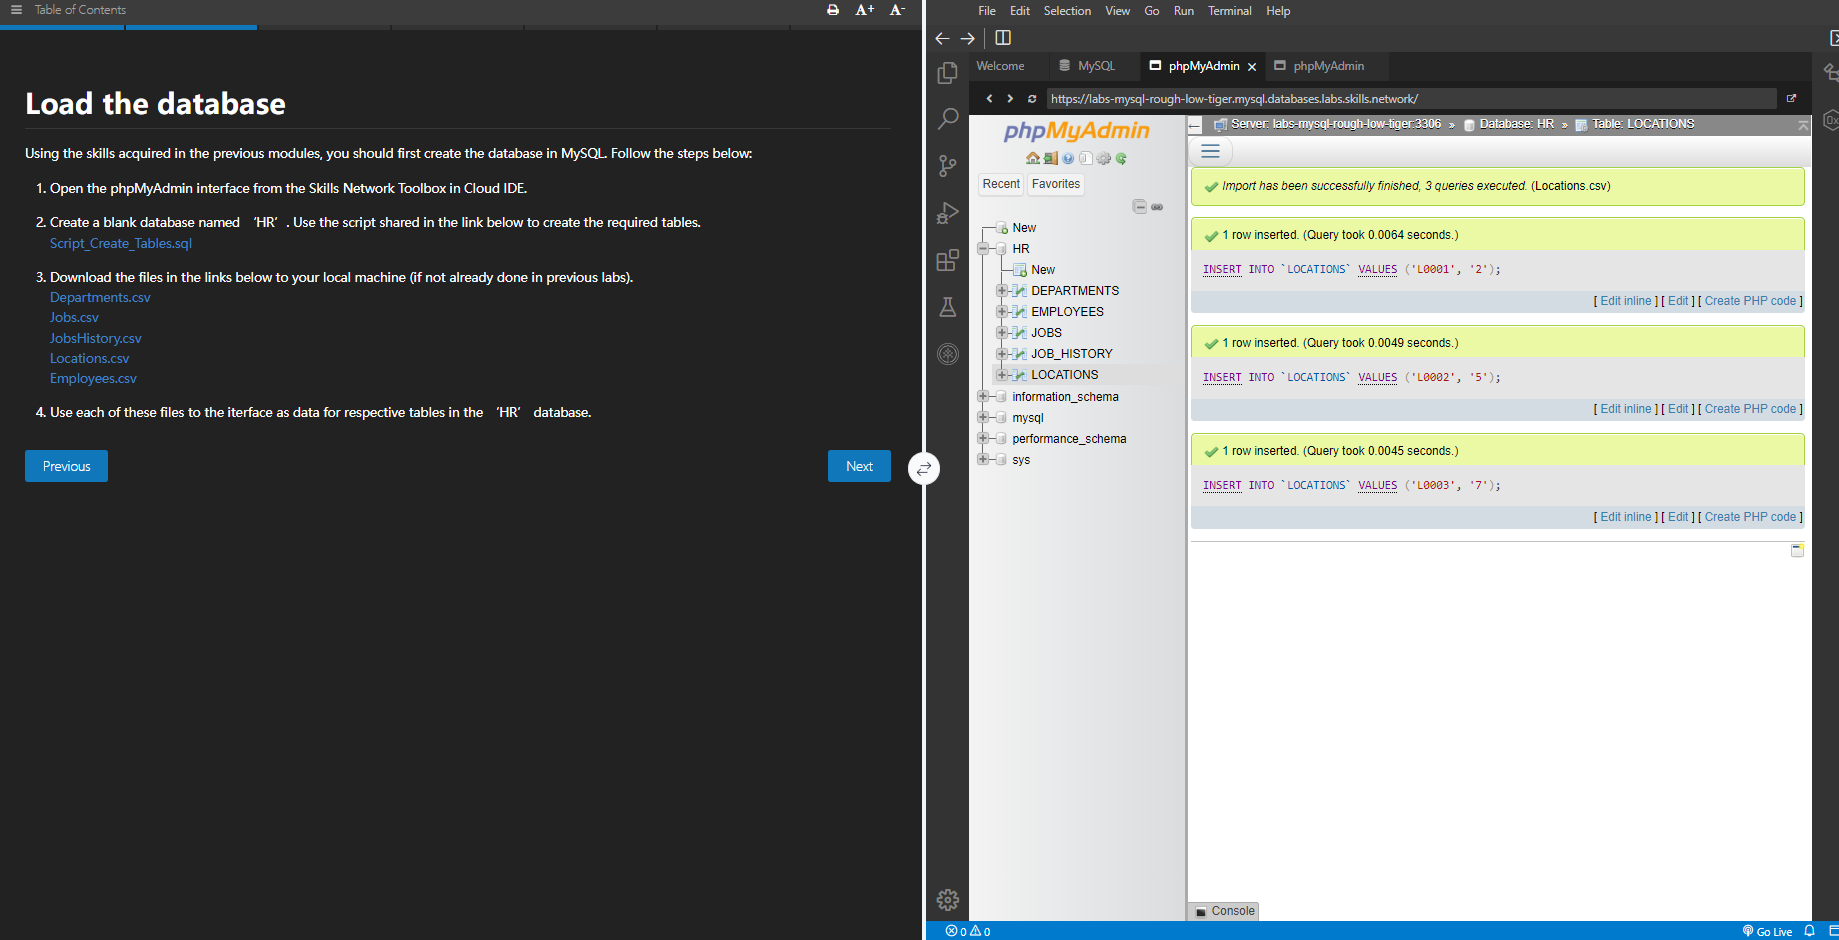 Table of Contents
A+ A-
Load the database
Using the skills acquired in the previous modules, you should first create the database in MySQL. Follow the steps below:
1. Open the phpMyAdmin interface from the Skills Network Toolbox in Cloud IDE.
2. Create a blank database named ‘HR’. Use the script shared in the link below to create the required tables.
Script_Create_Tables.sql
3. Download the files in the links below to your local machine (if not already done in previous labs).
Departments.csv
Jobs.csv
JobsHistory.csv
Locations.csv
Employees.csv
4. Use each of these files to the iterface as data for respective tables in the ‘HR’ database.
Previous
Next
File Edit Selection View Go Run Terminal Help
Welcome MySQL phpMyAdmin phpMyAdmin
https://labs-mysql-rough-low-tiger.mysql.databases.labs.skills.network/
phpMyAdmin
Recent Favorites
New
HR
New
DEPARTMENTS
EMPLOYEES
JOBS
JOB_HISTORY
LOCATIONS
information_schema
mysql
performance_schema
sys
Server: labs-mysql-rough-low-tiger:3306 » Database: HR » Table: LOCATIONS
Import has been successfully finished, 3 queries executed. (Locations.csv)
1 row inserted. (Query took 0.0064 seconds.)
INSERT INTO `LOCATIONS` VALUES ('L0001', '2');
[ Edit inline ] [ Edit ] [ Create PHP code ]
1 row inserted. (Query took 0.0049 seconds.)
INSERT INTO `LOCATIONS` VALUES ('L0002', '5');
[ Edit inline ] [ Edit ] [ Create PHP code ]
1 row inserted. (Query took 0.0045 seconds.)
INSERT INTO `LOCATIONS` VALUES ('L0003', '7');
[ Edit inline ] [ Edit ] [ Create PHP code ]
Console
0 0
Go Live